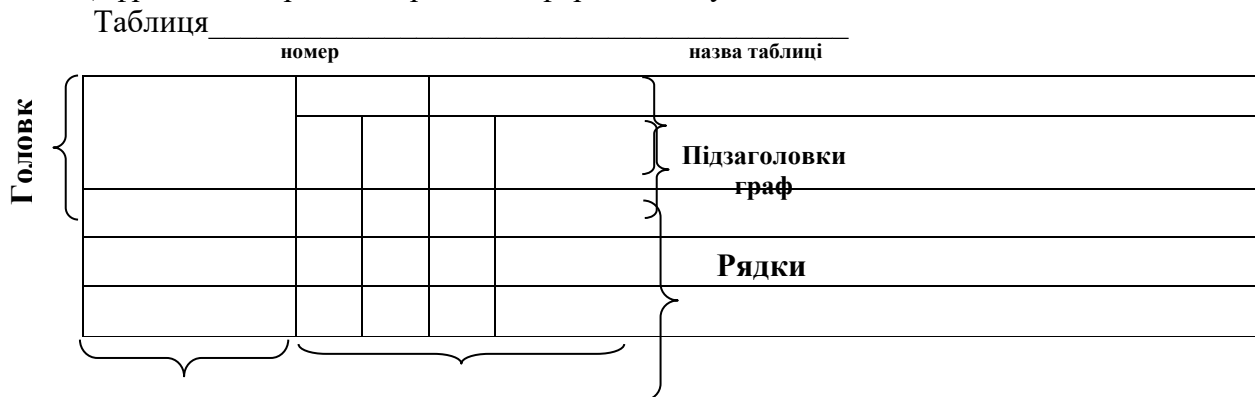 Таблиця
номер назва таблиці
Головк
Підзаголовки
граф
Рядки